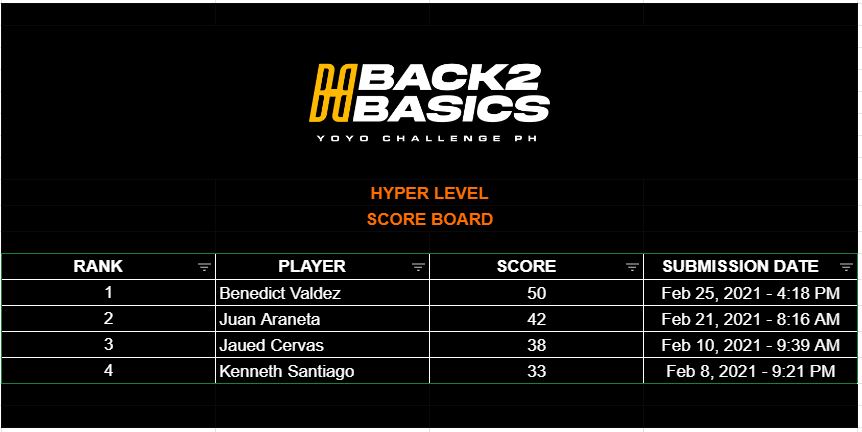 BACK2
BASICS
YOYO CHALLENGE PH
HYPER LEVEL
SCORE BOARD
RANK PLAYER SCORE SUBMISSION DATE
1 Benedict Valdez 50 Feb 25, 2021 - 4:18 PM
2 Juan Araneta 42 Feb 21, 2021 - 8:16 AM
3 Jaued Cervas 38 Feb 10, 2021 - 9:39 AM
4 Kenneth Santiago 33 Feb 8, 2021 - 9:21 PM